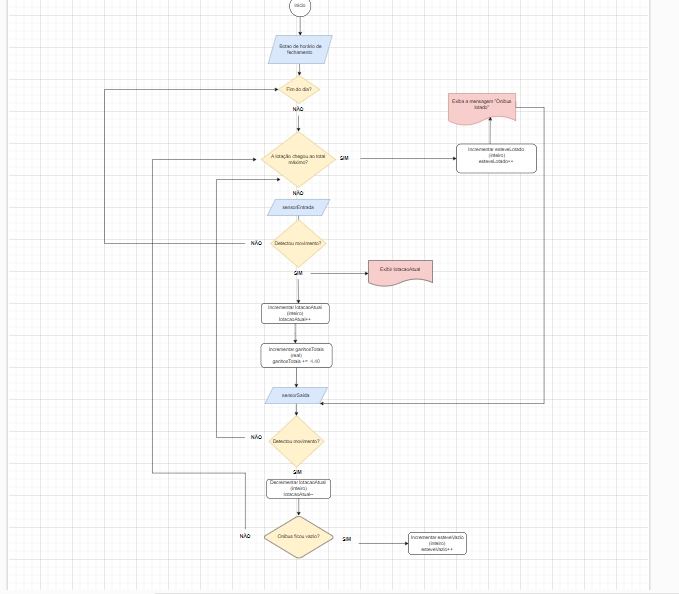 Início
Botão de horário de
fechamento
Fim do dia?
NÃO
Exiba a mensagem "Ônibus
lotado"
A lotação chegou ao total
máximo?
SIM
Incrementar esteveLotado
(inteiro)
esteveLotado++
NÃO
sensorEntrada
NÃO
Detectou movimento?
SIM
Exibir lotacaoAtual
Incrementar lotacaoAtual
(inteiro)
lotacaoAtual++
Incrementar ganhosTotais
(real)
ganhosTotais += 4.40
sensorSaída
NÃO
Detectou movimento?
SIM
Decrementar lotacaoAtual
(inteiro)
lotacaoAtual--
NÃO
Ônibus ficou vazio?
SIM
Incrementar esteveVazio
(inteiro)
esteveVazio++